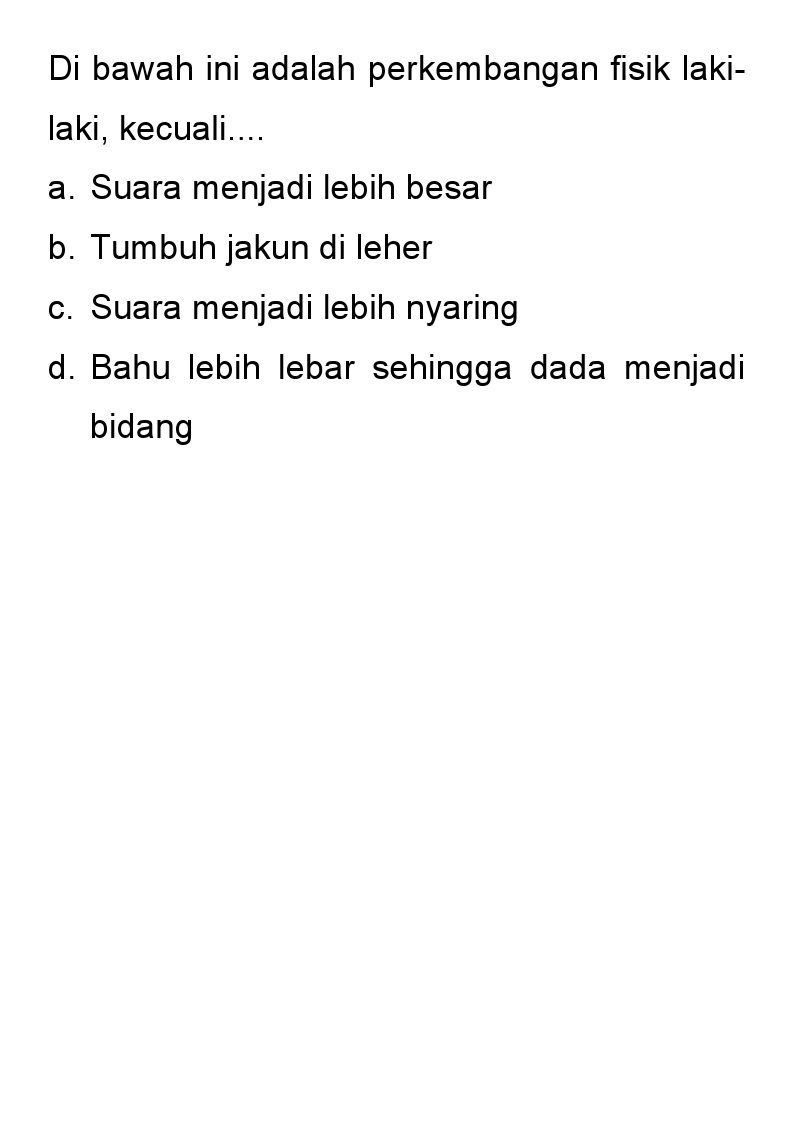 Di bawah ini adalah perkembangan fisik laki-
laki, kecuali....
a. Suara menjadi lebih besar
b. Tumbuh jakun di leher
c. Suara menjadi lebih nyaring
d. Bahu lebih lebar sehingga dada menjadi
bidang